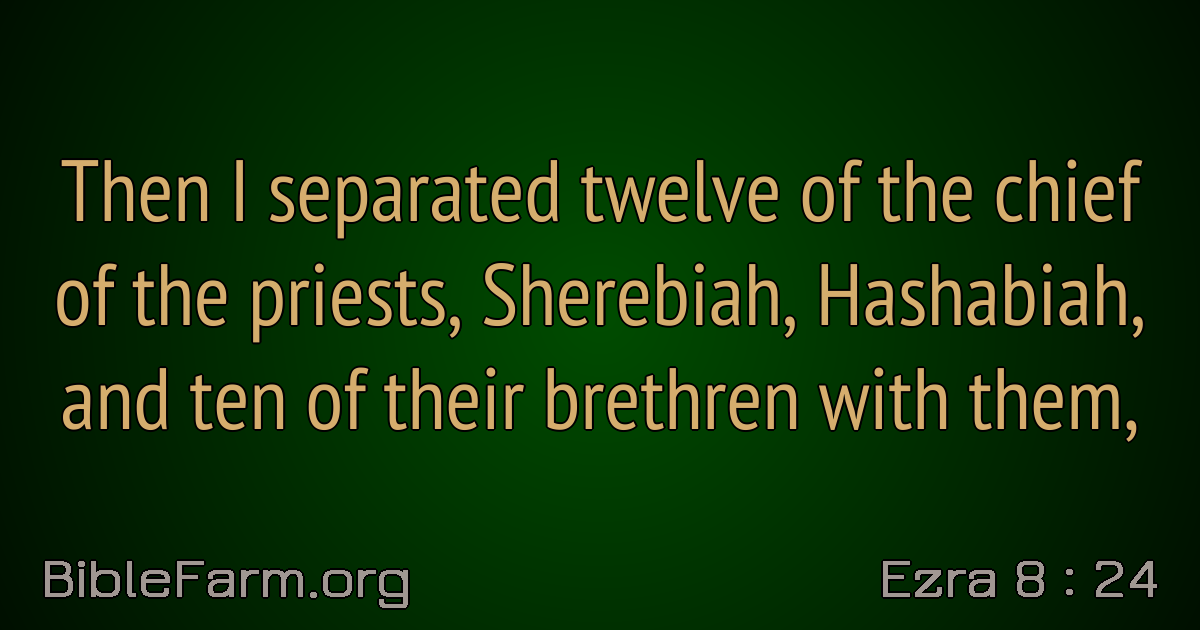 Then I separated twelve of the chief
of the priests, Sherebiah, Hashabiah,
and ten of their brethren with them,
BibleFarm.org
Ezra 8 : 24